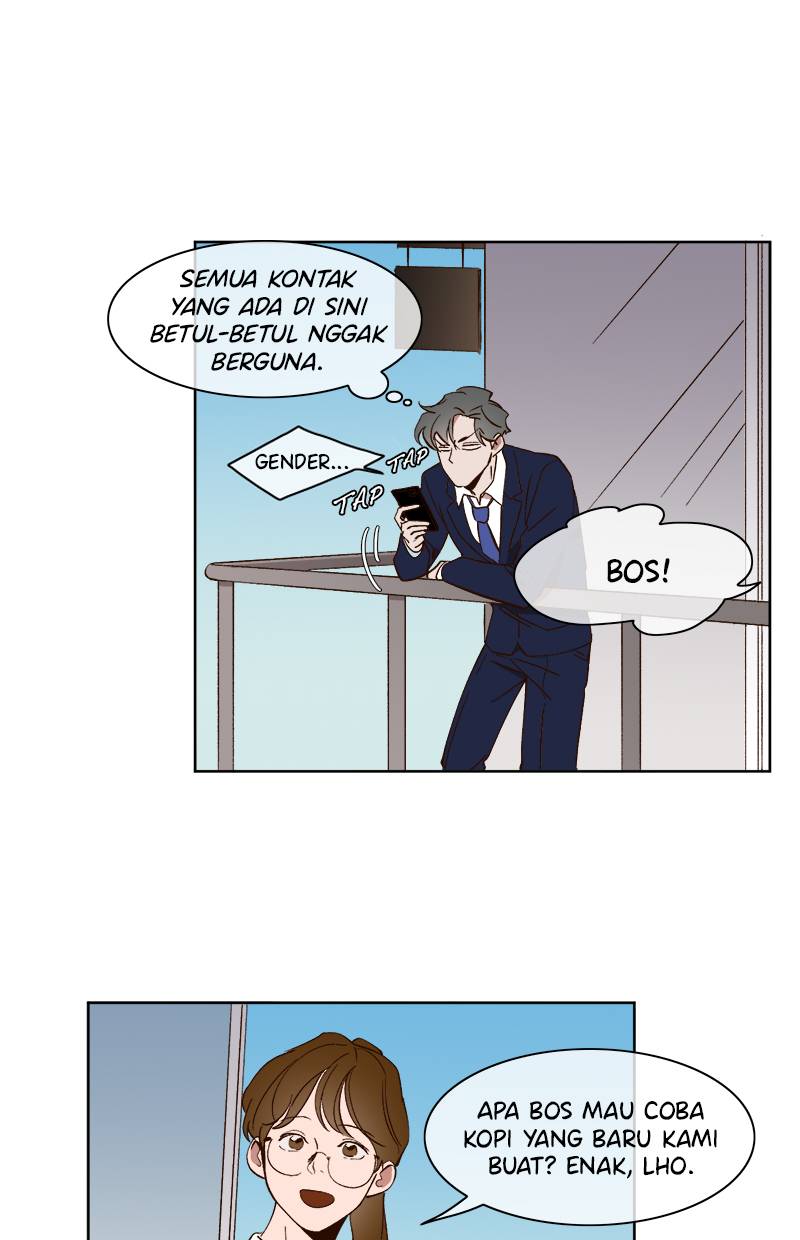 SEMUA KONTAK
YANG ADA DI SINI
BETUL-BETUL NGGAK
BERGUNA.
GENDER...
TAP
TAP
BOS!
APA BOS MAU COBA
KOPI YANG BARU KAMI
BUAT? ENAK, LHO.